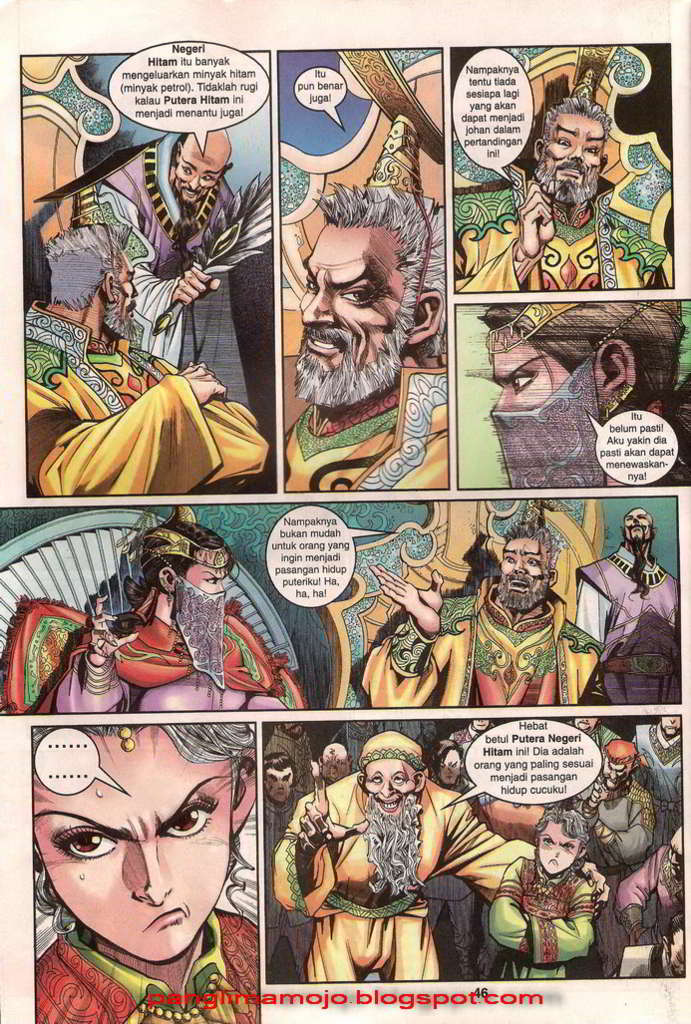 Negeri
Hitam itu banyak
mengeluarkan minyak hitam
(minyak petrol). Tidaklah rugi
kalau Putera Hitam ini
menjadi menantu juga!
Itu
pun benar
juga!
Nampaknya
tentu tiada
sesiapa lagi
yang akan
dapat menjadi
johan dalam
pertandingan
ini!
Itu
belum pasti!
Aku yakin dia
pasti akan dapat
menewaskan-
nya!
Nampaknya
bukan mudah
untuk orang yang
ingin menjadi
pasangan hidup
puteriku! Ha,
ha, ha!
......
......
Hebat
betul Putera Negeri
Hitam ini! Dia adalah
orang yang paling sesuai
menjadi pasangan
hidup cucuku!
46
panglimamojo.blogspot.com